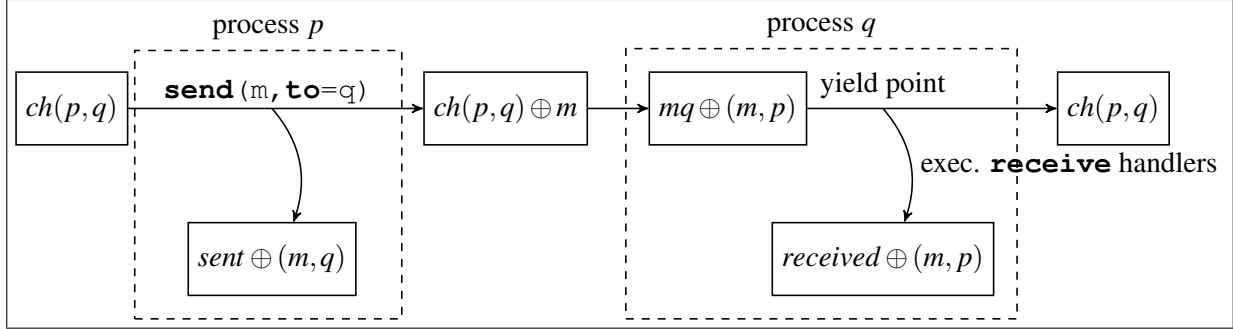 process p
process q
ch(p,q)
send(m,to=q)
ch(p,q) ⊕ m
mq ⊕ (m, p)
yield point
ch(p,q)
exec. receive handlers
sent ⊕ (m,q)
received ⊕ (m, p)